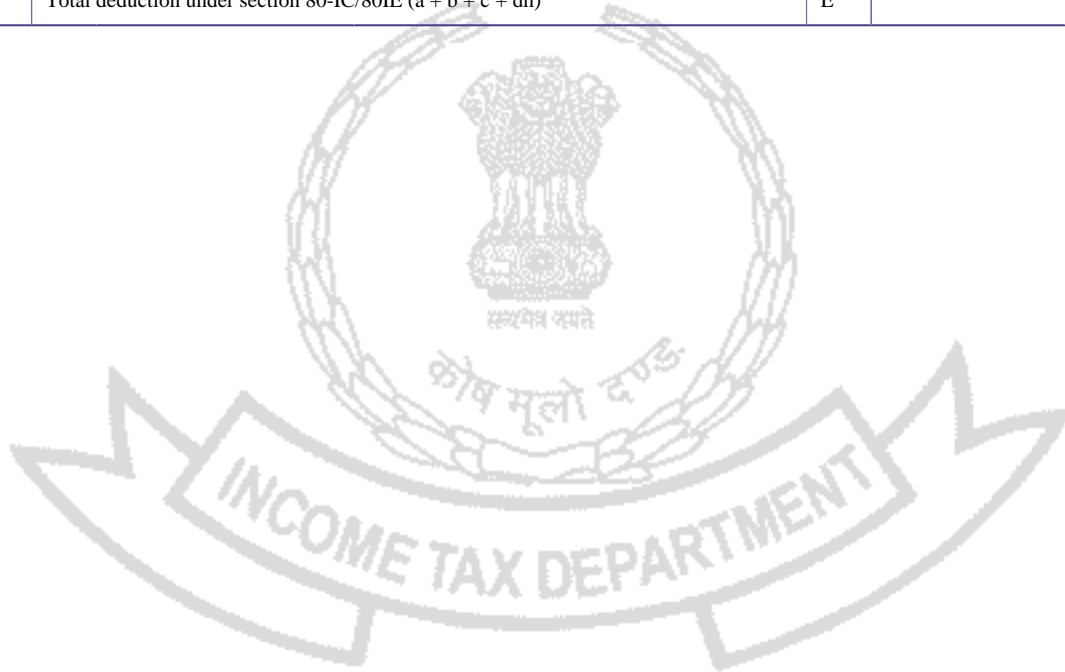 Total deduction under section 80-IC/80IE (a + b + c + dh) E
सत्यमेव जयते
कोष मूलो दण्डः
INCOME TAX DEPARTMENT